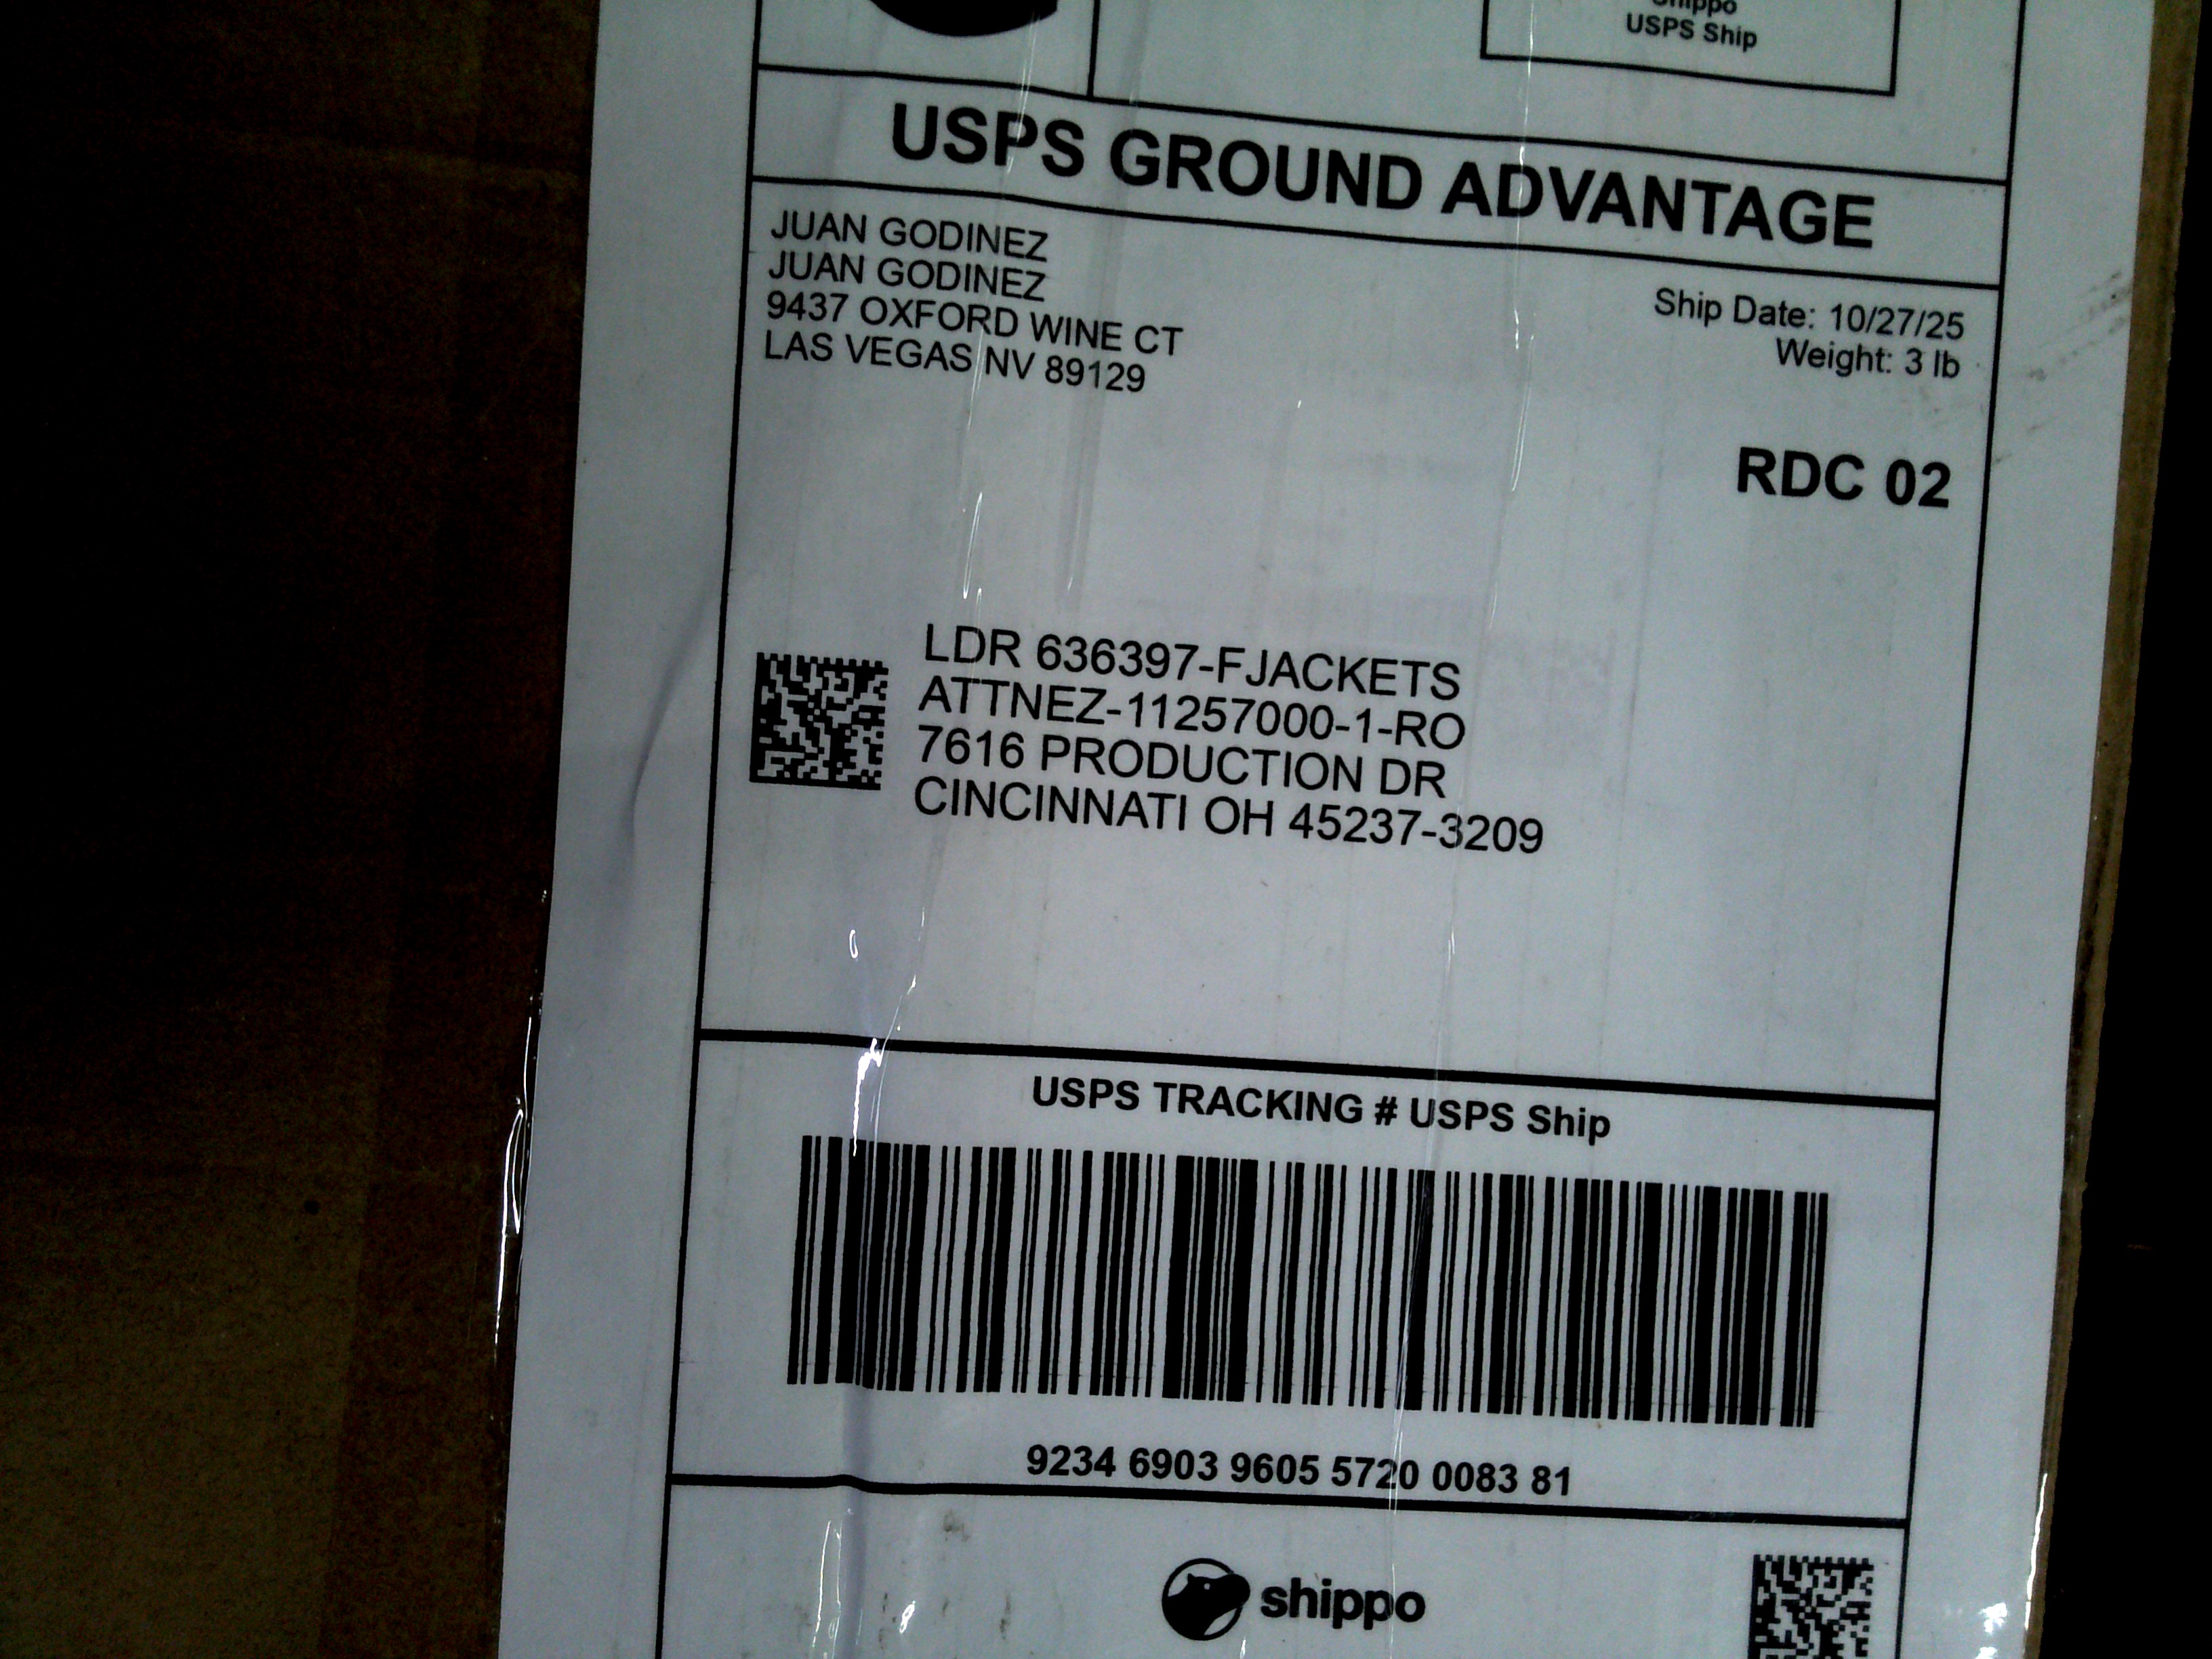 Shippo
USPS Ship
USPS GROUND ADVANTAGE
JUAN GODINEZ
JUAN GODINEZ
9437 OXFORD WINE CT
LAS VEGAS NV 89129
Ship Date: 10/27/25
Weight: 3 lb
RDC 02
LDR 636397-FJACKETS
ATTNEZ-11257000-1-RO
7616 PRODUCTION DR
CINCINNATI OH 45237-3209
USPS TRACKING # USPS Ship
9234 6903 9605 5720 0083 81
shippo